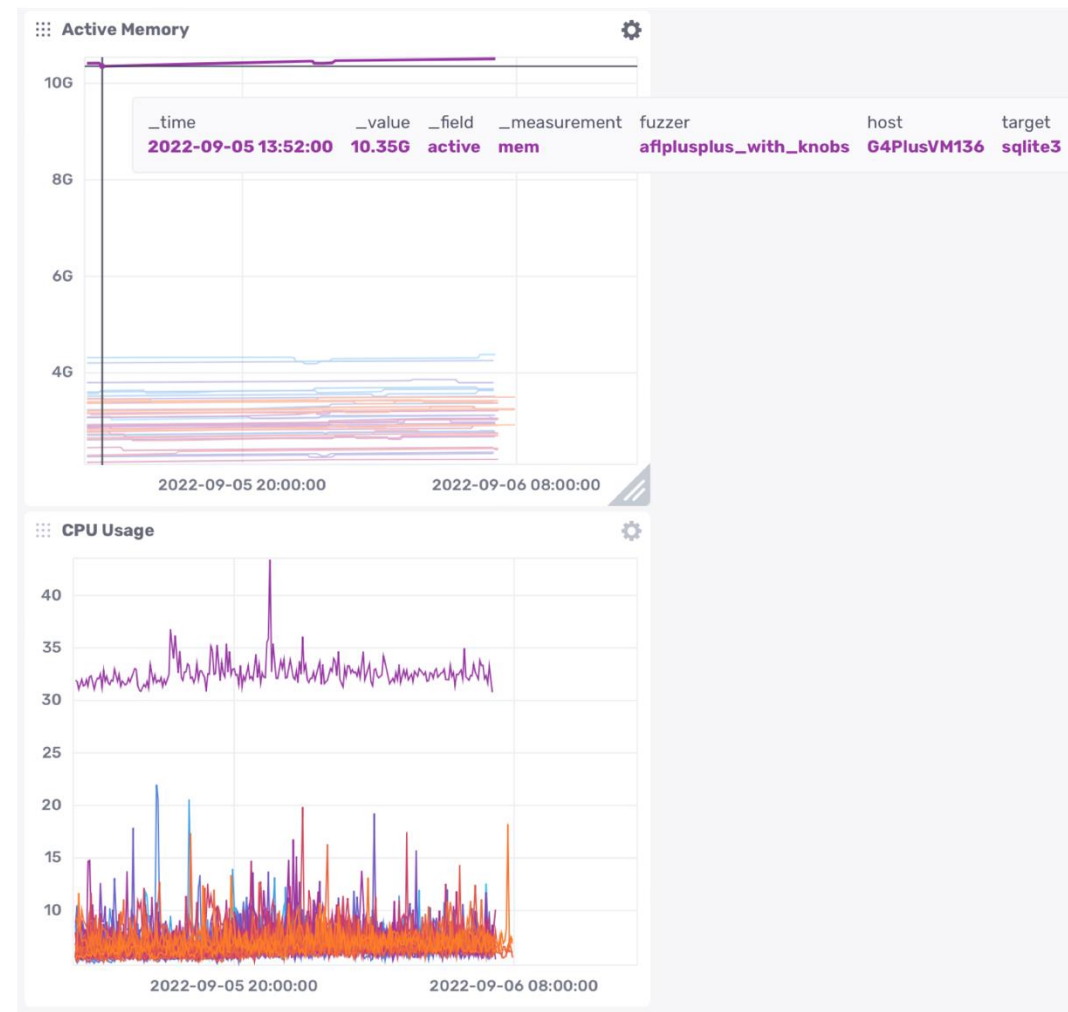 Active Memory
10G
_time _value _field _measurement fuzzer host target
2022-09-05 13:52:00 10.35G active mem aflplusplus_with_knobs G4PlusVM136 sqlite3
8G
6G
4G
2022-09-05 20:00:00 2022-09-06 08:00:00
CPU Usage
40
35
30
25
20
15
10
2022-09-05 20:00:00 2022-09-06 08:00:00